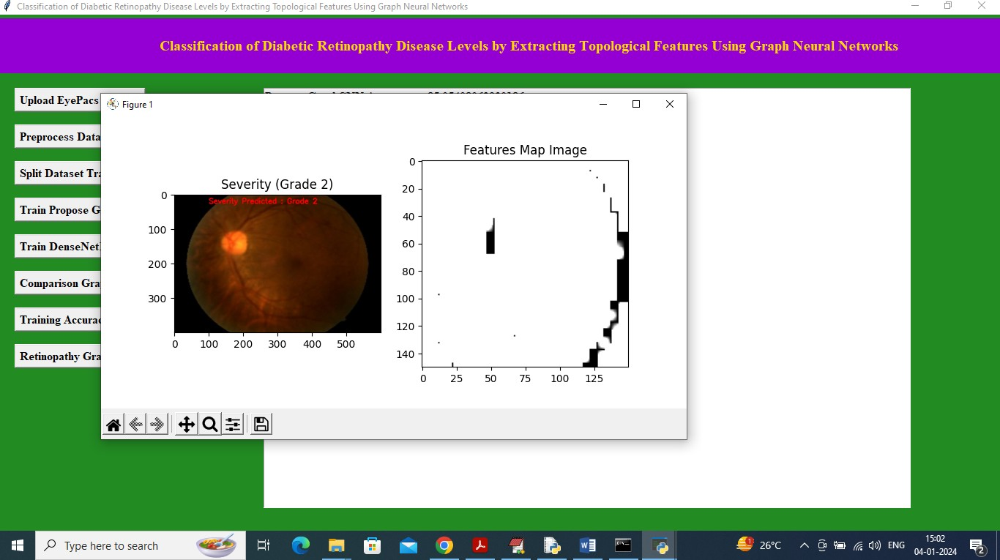 Classification of Diabetic Retinopathy Disease Levels by Extracting Topological Features Using Graph Neural Networks
Classification of Diabetic Retinopathy Disease Levels by Extracting Topological Features Using Graph Neural Networks
Upload EyePacs
Preprocess Data
Split Dataset Tra
Train Propose G
Train DenseNet
Comparison Gra
Training Accurac
Retinopathy Gra
Figure 1
Severity (Grade 2)
Severity Predicted : Grade 2
0
100
200
300
0 100 200 300 400 500
Features Map Image
0
20
40
60
80
100
120
140
0 25 50 75 100 125
Type here to search
1
26°C
ENG
15:02
04-01-2024
2